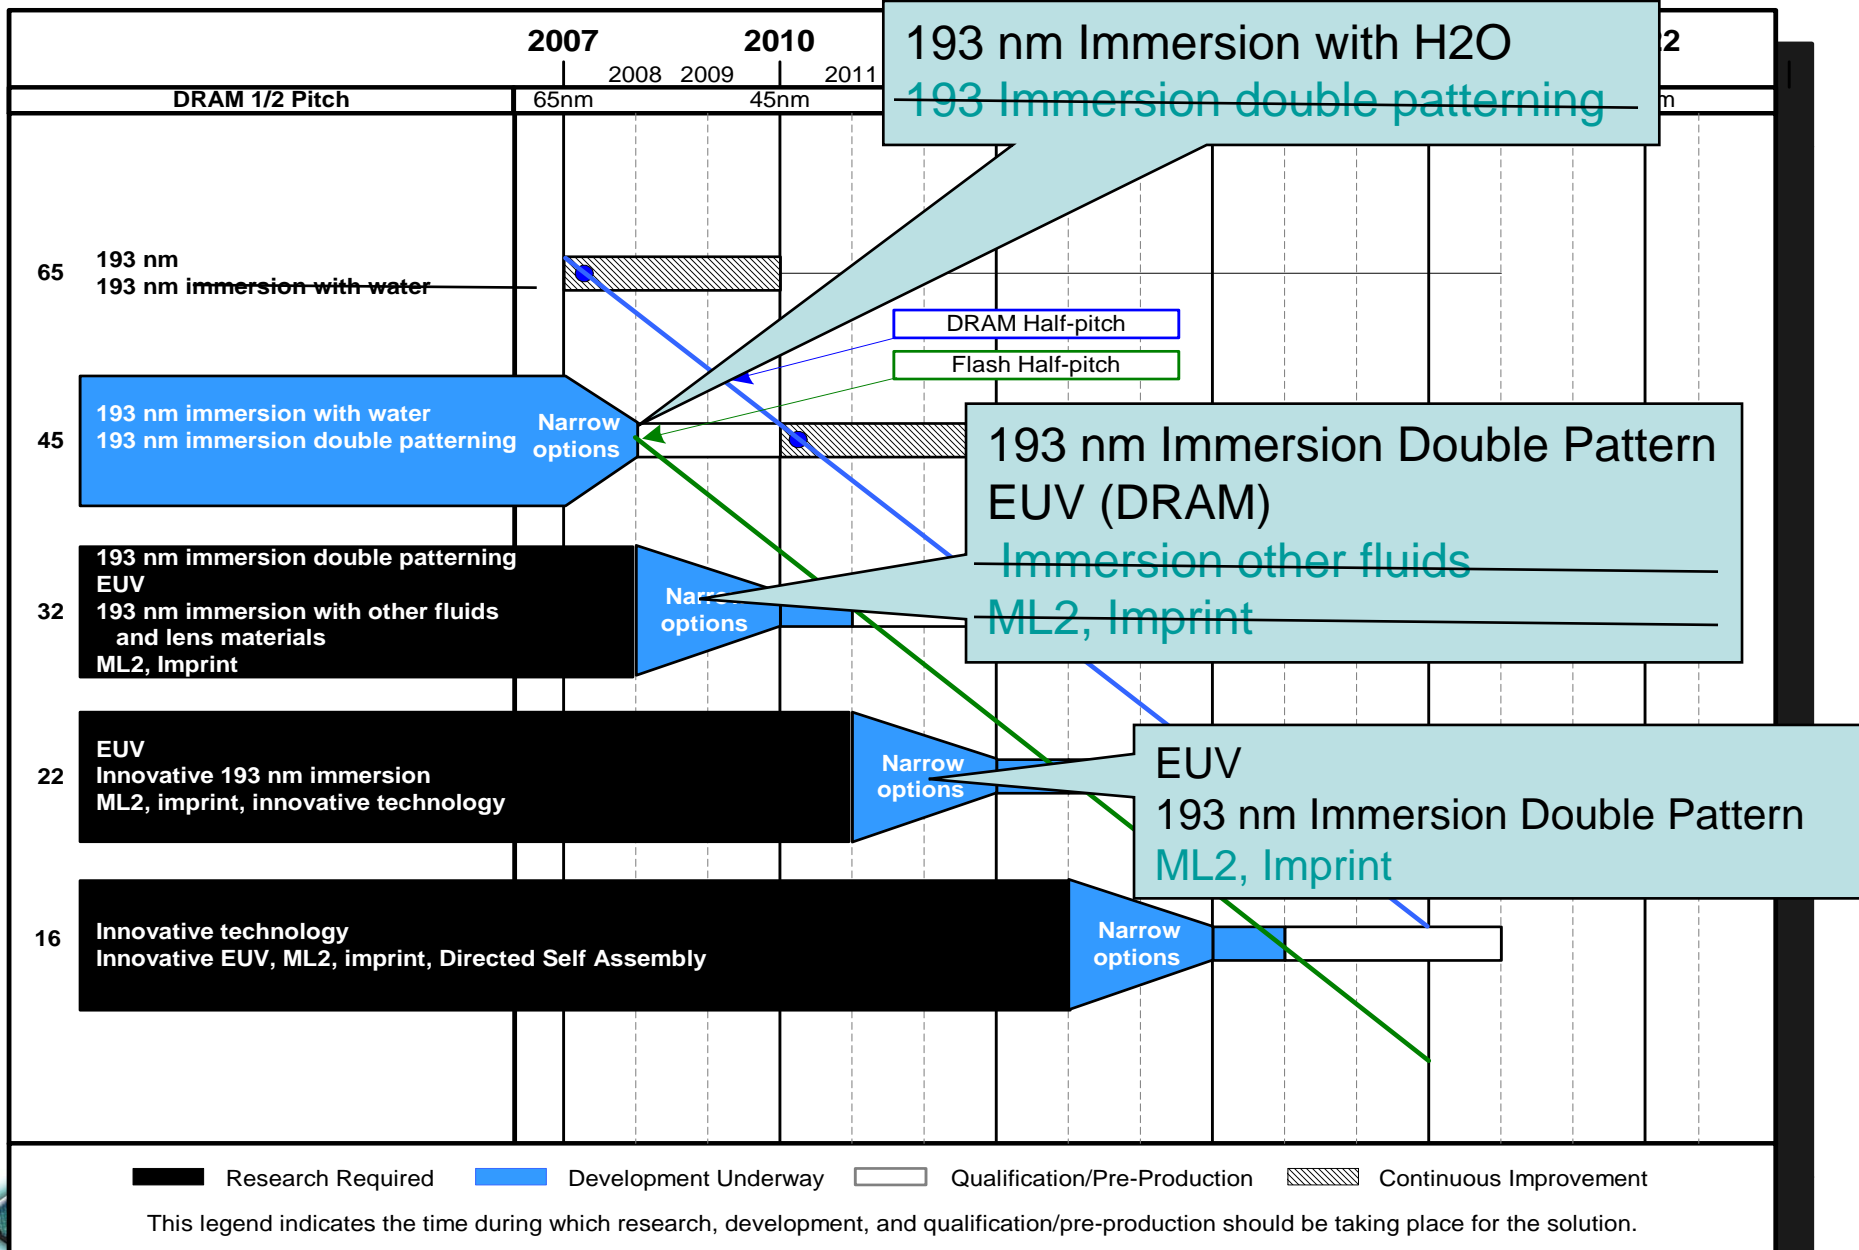 2007
2010
2008
2009
2011
DRAM 1/2 Pitch
65nm
45nm
193 nm Immersion with H2O
193 Immersion double patterning
65
193 nm
193 nm immersion with water
DRAM Half-pitch
Flash Half-pitch
45
193 nm immersion with water
193 nm immersion double patterning
Narrow
options
193 nm Immersion Double Pattern
EUV (DRAM)
Immersion other fluids
ML2, Imprint
32
193 nm immersion double patterning
EUV
193 nm immersion with other fluids
and lens materials
ML2, Imprint
Narrow
options
22
EUV
Innovative 193 nm immersion
ML2, imprint, innovative technology
Narrow
options
EUV
193 nm Immersion Double Pattern
ML2, Imprint
16
Innovative technology
Innovative EUV, ML2, imprint, Directed Self Assembly
Narrow
options
Research Required
Development Underway
Qualification/Pre-Production
Continuous Improvement
This legend indicates the time during which research, development, and qualification/pre-production should be taking place for the solution.